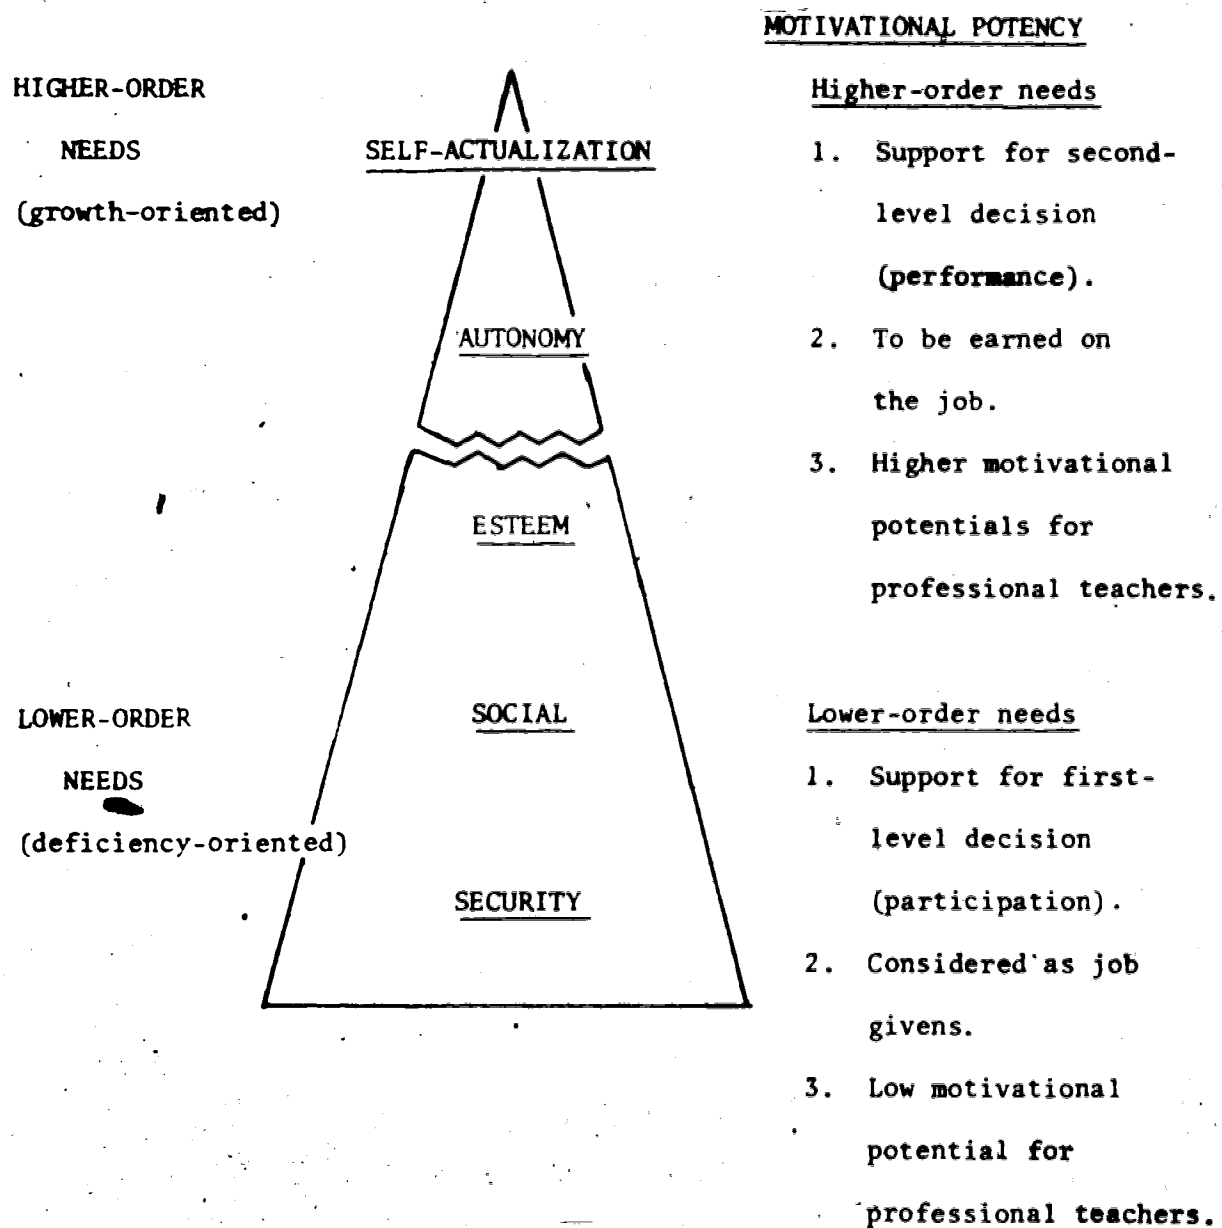 MOTIVATIONAL POTENCY
HIGHER-ORDER
NEEDS
(growth-oriented)
SELF-ACTUALIZATION
AUTONOMY
ESTEEM
SOCIAL
SECURITY
LOWER-ORDER
NEEDS
(deficiency-oriented)
Higher-order needs
1. Support for second-
level decision
(performance).
2. To be earned on
the job.
3. Higher motivational
potentials for
professional teachers.
Lower-order needs
1. Support for first-
level decision
(participation).
2. Considered as job
givens.
3. Low motivational
potential for
professional teachers.